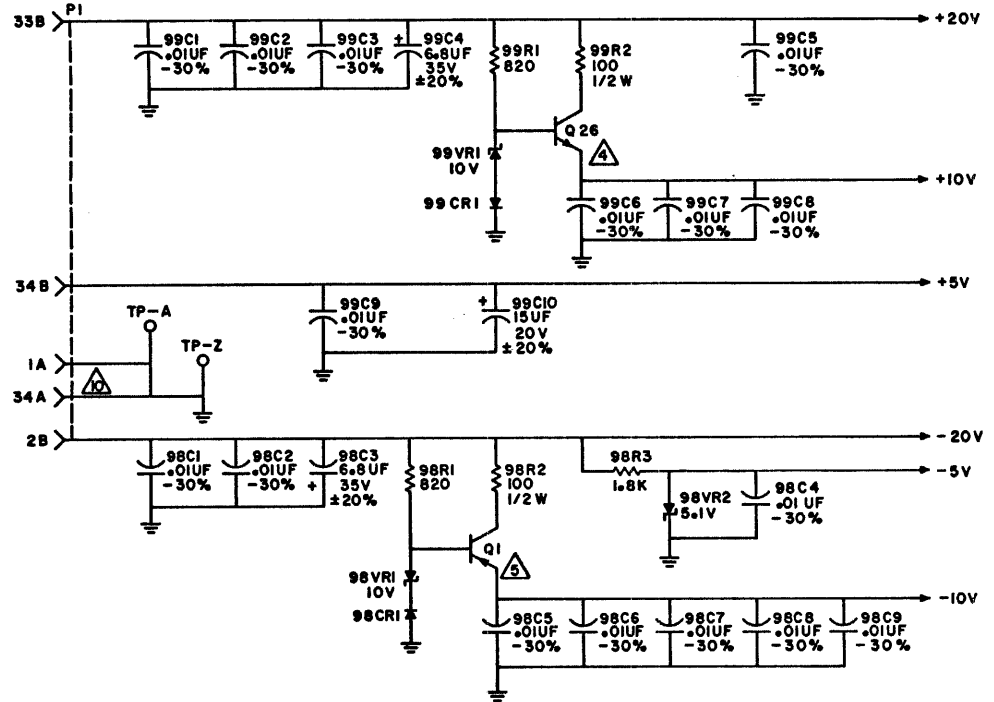 33B P1 +20V
99C1
.01UF
-30%
99C2
.01UF
-30%
99C3
.01UF
-30%
+ 99C4
6.8UF
35V
±20%
99R1
820
99R2
100
1/2 W
99C5
.01UF
-30%
Q26
4
99VR1
10V
99CR1
+10V
99C6
.01UF
-30%
99C7
.01UF
-30%
99C8
.01UF
-30%
34B +5V
99C9
.01UF
-30%
+ 99C10
15UF
20V
±20%
TP-A
TP-Z
1A
10
34A
2B -20V
98C1
.01UF
-30%
98C2
.01UF
-30%
98C3
6.8UF
35V
+ ±20%
98R1
820
98R2
100
1/2W
98R3
1.8K
-5V
98VR2
5.1V
98C4
.01UF
-30%
Q1
5
98VR1
10V
98CR1
-10V
98C5
.01UF
-30%
98C6
.01UF
-30%
98C7
.01UF
-30%
98C8
.01UF
-30%
98C9
.01UF
-30%